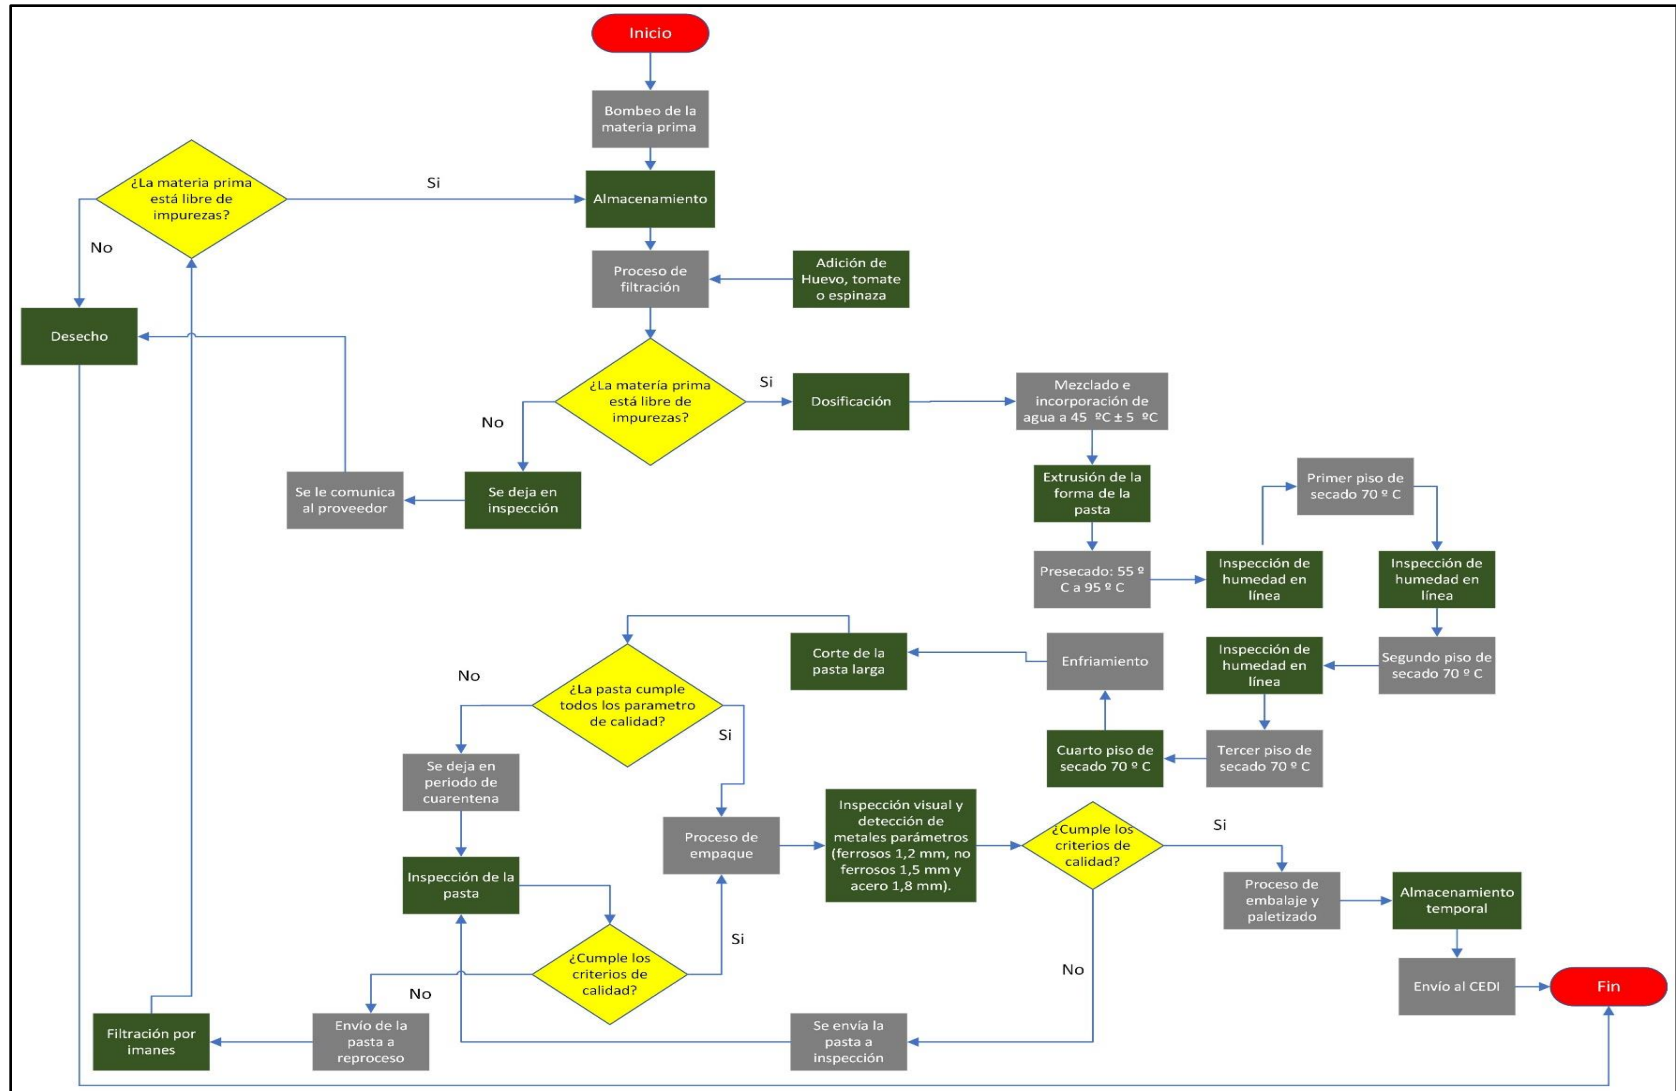 Inicio
Bombeo de la
materia prima
¿La materia prima
está libre de
impurezas?
Si
Almacenamiento
No
Proceso de
filtración
Adición de
Huevo, tomate
o espinaza
Desecho
¿La matería prima
está libre de
impurezas?
Si
Dosificación
Mezclado e
incorporación de
agua a 45 ºC ± 5 ºC
No
Se le comunica
al proveedor
Se deja en
inspección
Extrusión de la
forma de la
pasta
Primer piso de
secado 70 º C
Presecado: 55 º
C a 95 º C
Inspección de
humedad en
línea
Inspección de
humedad en
línea
Corte de la
pasta larga
Enfriamiento
Inspección de
humedad en
línea
Segundo piso de
secado 70 º C
No
¿La pasta cumple
todos los parametro
de calidad?
Si
Cuarto piso de
secado 70 º C
Tercer piso de
secado 70 º C
Se deja en
periodo de
cuarentena
Proceso de
empaque
Inspección visual y
detección de
metales parámetros
(ferrosos 1,2 mm, no
ferrosos 1,5 mm y
acero 1,8 mm).
¿Cumple los
criterios de
calidad?
Si
Inspección de la
pasta
Proceso de
embalaje y
paletizado
Almacenamiento
temporal
Si
¿Cumple los
criterios de
calidad?
No
No
Envío al CEDI
Fin
Filtración por
imanes
Envío de la
pasta a
reproceso
Se envía la
pasta a
inspección